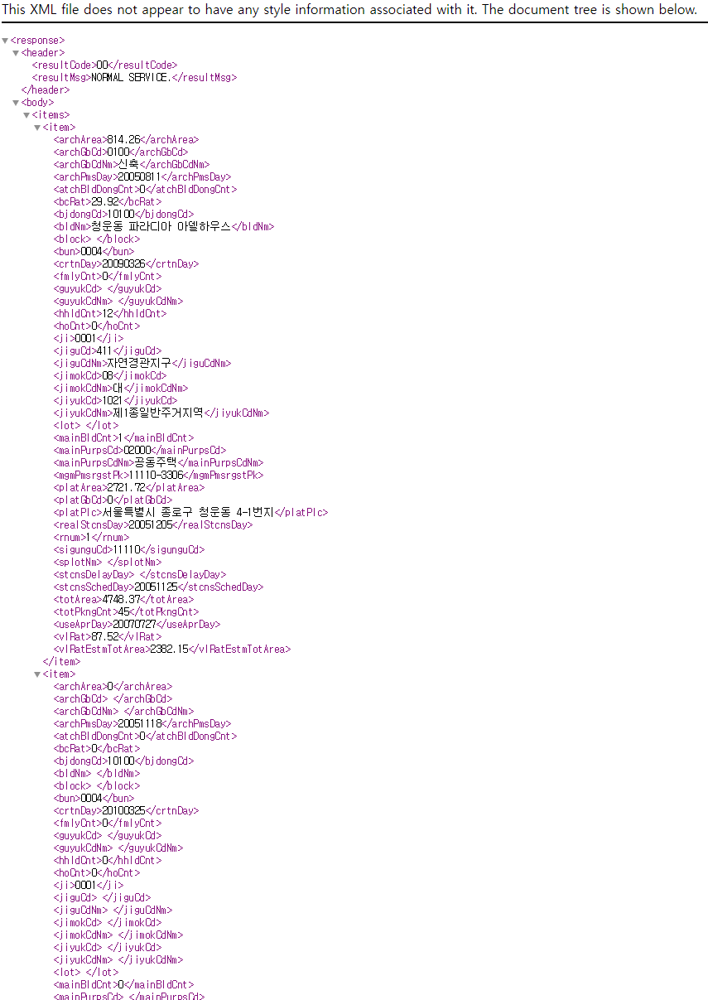 This XML file does not appear to have any style information associated with it. The document tree is shown below.
▼<response>
▼<header>
<resultCode>00</resultCode>
<resultMsg>NORMAL SERVICE.</resultMsg>
</header>
▼<body>
▼<items>
▼<item>
<archArea>814.26</archArea>
<archGbCd>0100</archGbCd>
<archGbCdNm>신축</archGbCdNm>
<archPmsDay>20050811</archPmsDay>
<atchBldDongCnt>0</atchBldDongCnt>
<bcRat>29.92</bcRat>
<bjdongCd>10100</bjdongCd>
<bldNm>청운동 파라디아 아델하우스</bldNm>
<block> </block>
<bun>0004</bun>
<crtnDay>20090326</crtnDay>
<fmlyCnt>0</fmlyCnt>
<guyukCd> </guyukCd>
<guyukCdNm> </guyukCdNm>
<hhldCnt>12</hhldCnt>
<hoCnt>0</hoCnt>
<ji>0001</ji>
<jiguCd>411</jiguCd>
<jiguCdNm>자연경관지구</jiguCdNm>
<jimokCd>08</jimokCd>
<jimokCdNm>대</jimokCdNm>
<jiyukCd>1021</jiyukCd>
<jiyukCdNm>제1종일반주거지역</jiyukCdNm>
<lot> </lot>
<mainBldCnt>1</mainBldCnt>
<mainPurpsCd>02000</mainPurpsCd>
<mainPurpsCdNm>공동주택</mainPurpsCdNm>
<mgmPmsrgstPk>11110-3306</mgmPmsrgstPk>
<platArea>2721.72</platArea>
<platGbCd>0</platGbCd>
<platPlc>서울특별시 종로구 청운동 4-1번지</platPlc>
<realStcnsDay>20051205</realStcnsDay>
<rnum>1</rnum>
<sigunguCd>11110</sigunguCd>
<splotNm> </splotNm>
<stcnsDelayDay> </stcnsDelayDay>
<stcnsSchedDay>20051125</stcnsSchedDay>
<totArea>4748.37</totArea>
<totPkngCnt>45</totPkngCnt>
<useAprDay>20070727</useAprDay>
<vlRat>87.52</vlRat>
<vlRatEstmTotArea>2382.15</vlRatEstmTotArea>
</item>
▼<item>
<archArea>0</archArea>
<archGbCd> </archGbCd>
<archGbCdNm> </archGbCdNm>
<archPmsDay>20051118</archPmsDay>
<atchBldDongCnt>0</atchBldDongCnt>
<bcRat>0</bcRat>
<bjdongCd>10100</bjdongCd>
<bldNm> </bldNm>
<block> </block>
<bun>0004</bun>
<crtnDay>20100325</crtnDay>
<fmlyCnt>0</fmlyCnt>
<guyukCd> </guyukCd>
<guyukCdNm> </guyukCdNm>
<hhldCnt>0</hhldCnt>
<hoCnt>0</hoCnt>
<ji>0001</ji>
<jiguCd> </jiguCd>
<jiguCdNm> </jiguCdNm>
<jimokCd> </jimokCd>
<jimokCdNm> </jimokCdNm>
<jiyukCd> </jiyukCd>
<jiyukCdNm> </jiyukCdNm>
<lot> </lot>
<mainBldCnt>0</mainBldCnt>
<mainPurpsCd> </mainPurpsCd>